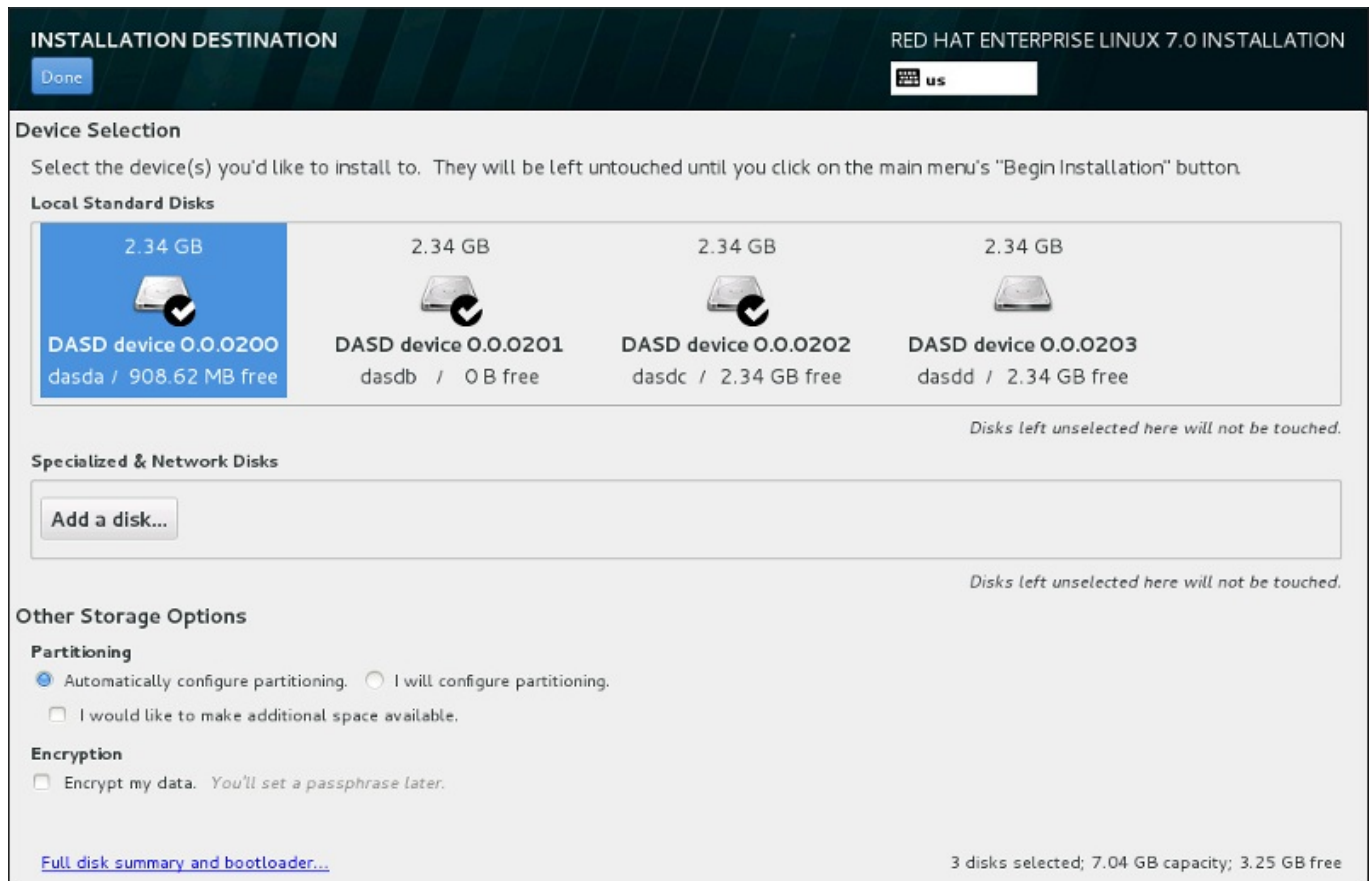 INSTALLATION DESTINATION
RED HAT ENTERPRISE LINUX 7.0 INSTALLATION
Done
us
Device Selection
Select the device(s) you'd like to install to. They will be left untouched until you click on the main menu's "Begin Installation" button.
Local Standard Disks
2.34 GB 2.34 GB 2.34 GB 2.34 GB
DASD device 0.0.0200 DASD device 0.0.0201 DASD device 0.0.0202 DASD device 0.0.0203
dasda / 908.62 MB free dasdb / 0 B free dasdc / 2.34 GB free dasdd / 2.34 GB free
Disks left unselected here will not be touched.
Specialized & Network Disks
Add a disk...
Disks left unselected here will not be touched.
Other Storage Options
Partitioning
Automatically configure partitioning. I will configure partitioning.
I would like to make additional space available.
Encryption
Encrypt my data. You'll set a passphrase later.
Full disk summary and bootloader... 3 disks selected; 7.04 GB capacity; 3.25 GB free